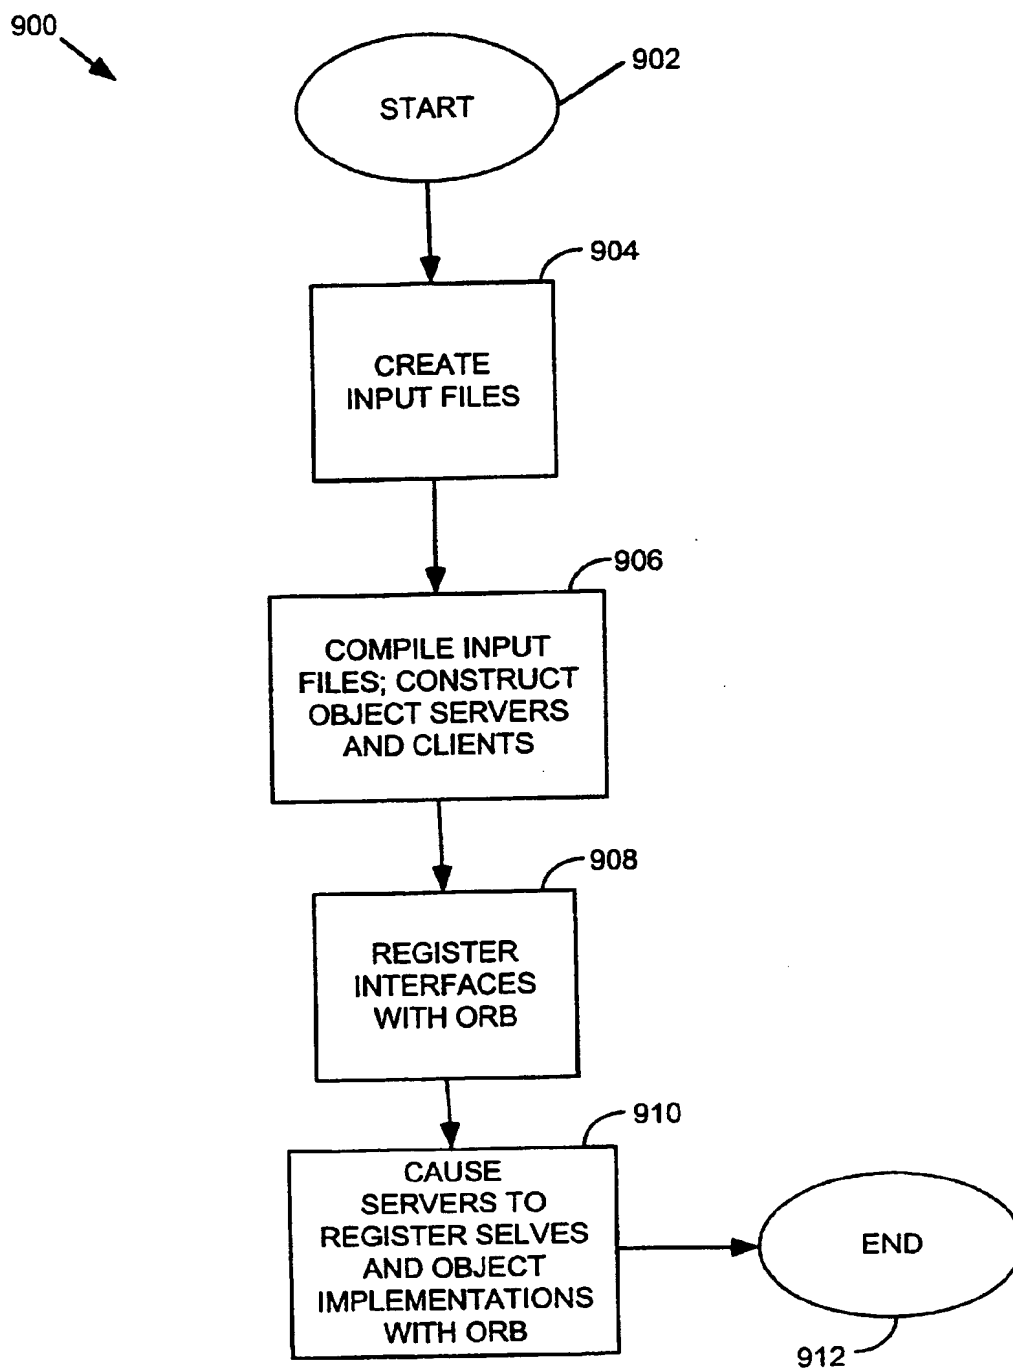 900
902
START
904
CREATE
INPUT FILES
906
COMPILE INPUT
FILES; CONSTRUCT
OBJECT SERVERS
AND CLIENTS
908
REGISTER
INTERFACES
WITH ORB
910
CAUSE
SERVERS TO
REGISTER SELVES
AND OBJECT
IMPLEMENTATIONS
WITH ORB
END
912